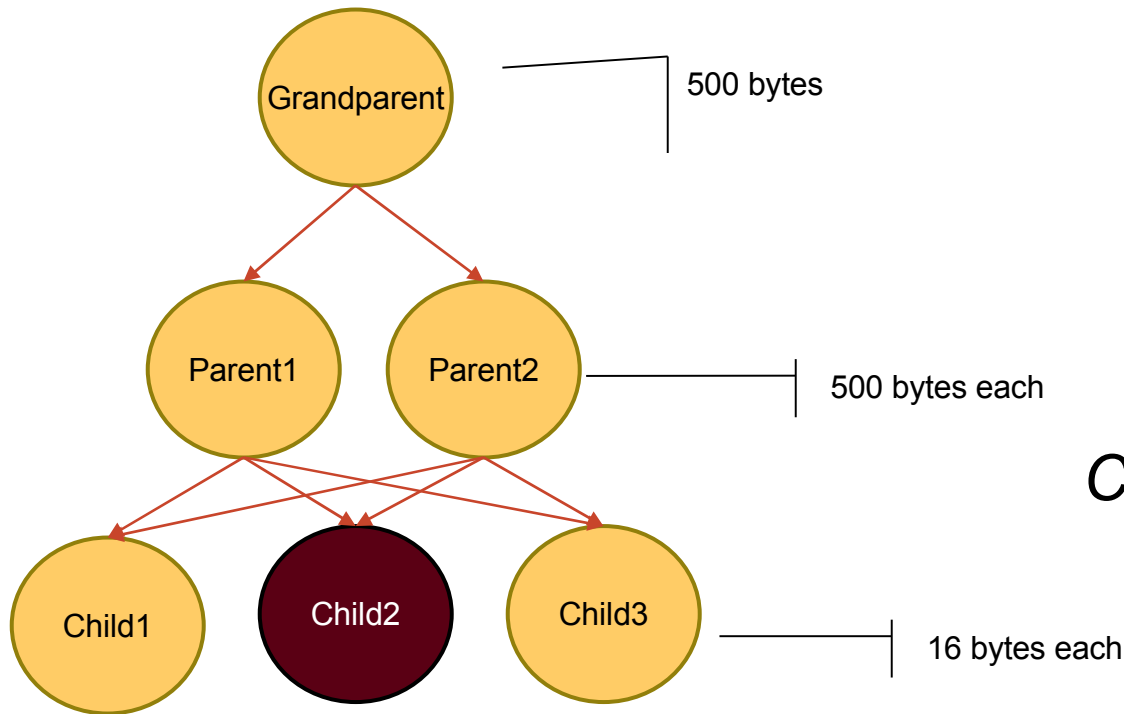 Grandparent
500 bytes
Parent1
Parent2
500 bytes each
C
Child1
Child2
Child3
16 bytes each